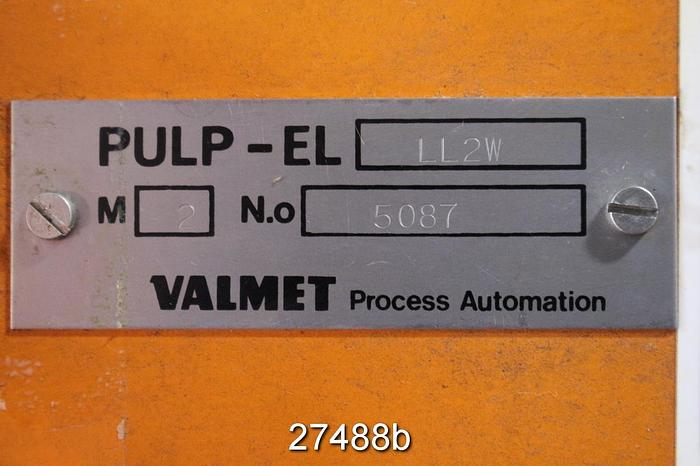 PULP-EL LL2W
M 2 N.o 5087
VALMET Process Automation
27488b